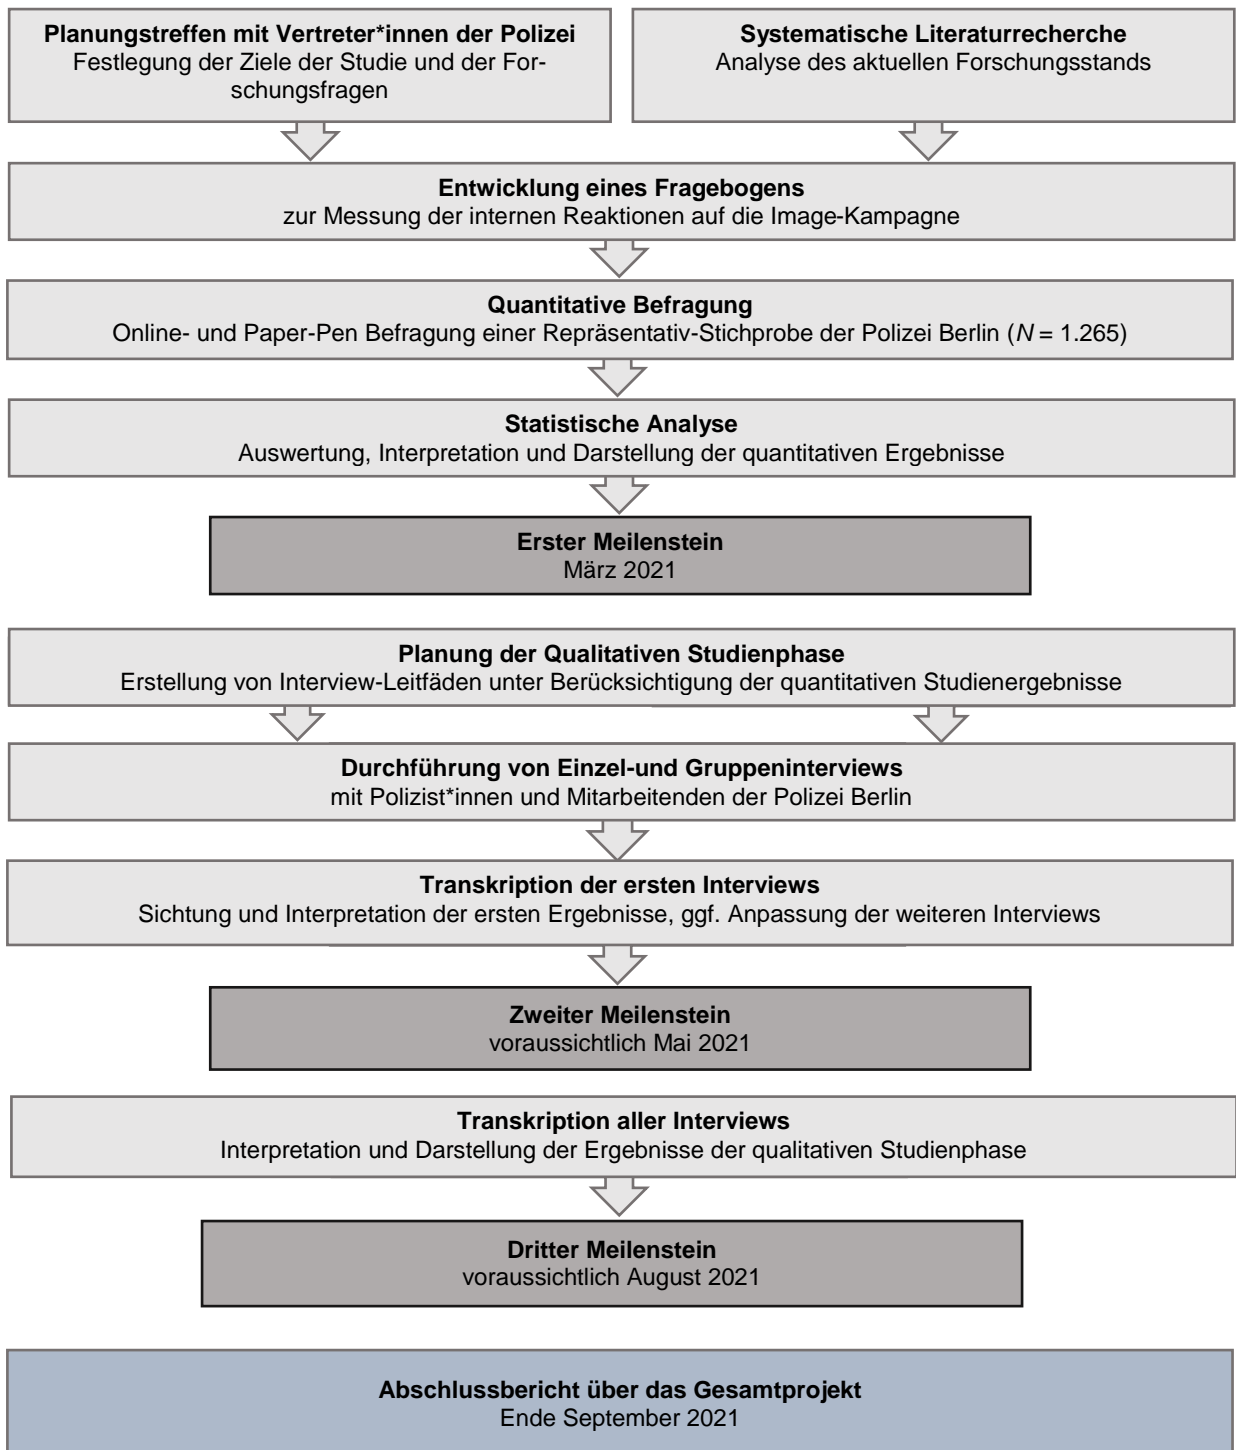 Planungstreffen mit Vertreter*innen der Polizei
Festlegung der Ziele der Studie und der For-
schungsfragen
Systematische Literaturrecherche
Analyse des aktuellen Forschungsstands
Entwicklung eines Fragebogens
zur Messung der internen Reaktionen auf die Image-Kampagne
Quantitative Befragung
Online- und Paper-Pen Befragung einer Repräsentativ-Stichprobe der Polizei Berlin (N = 1.265)
Statistische Analyse
Auswertung, Interpretation und Darstellung der quantitativen Ergebnisse
Erster Meilenstein
März 2021
Planung der Qualitativen Studienphase
Erstellung von Interview-Leitfäden unter Berücksichtigung der quantitativen Studienergebnisse
Durchführung von Einzel-und Gruppeninterviews
mit Polizist*innen und Mitarbeitenden der Polizei Berlin
Transkription der ersten Interviews
Sichtung und Interpretation der ersten Ergebnisse, ggf. Anpassung der weiteren Interviews
Zweiter Meilenstein
voraussichtlich Mai 2021
Transkription aller Interviews
Interpretation und Darstellung der Ergebnisse der qualitativen Studienphase
Dritter Meilenstein
voraussichtlich August 2021
Abschlussbericht über das Gesamtprojekt
Ende September 2021